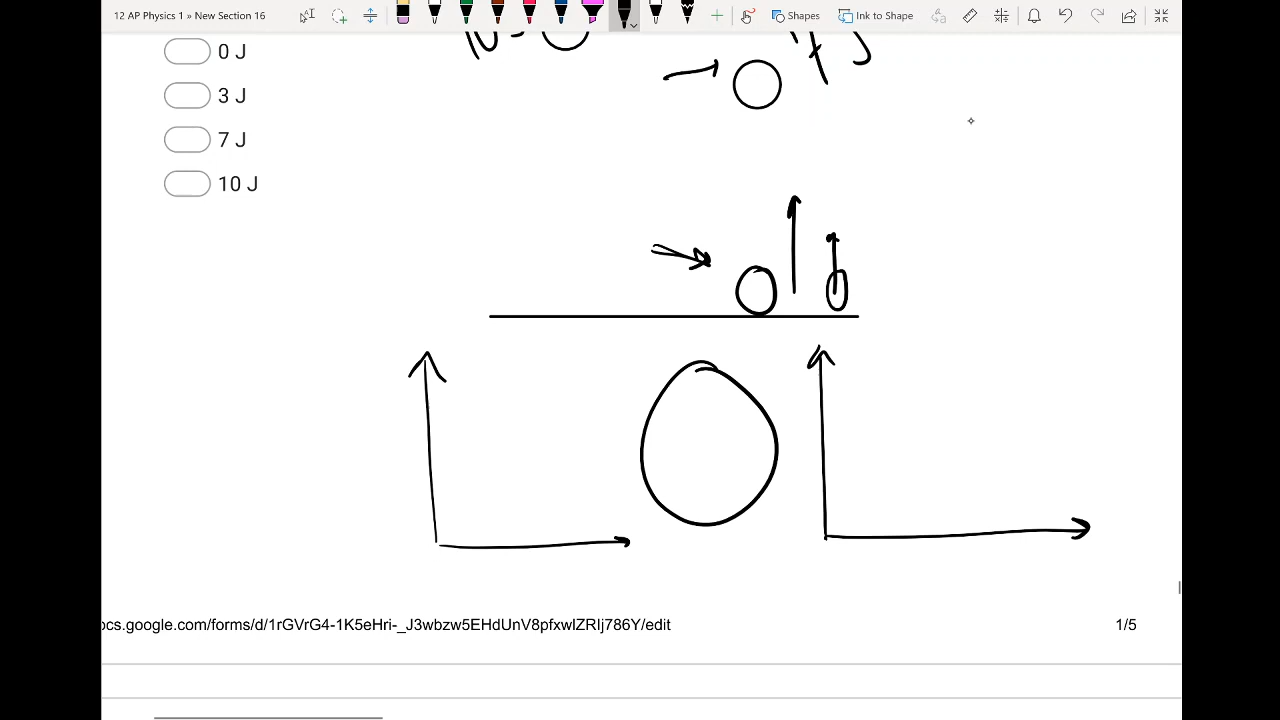 12 AP Physics 1 » New Section 16
Shapes
Ink to Shape
0 J
3 J
7 J
10 J
ocs.google.com/forms/d/1rGVrG4-1K5eHri-_J3wbzw5EHdUnV8pfxwlZRIj786Y/edit
1/5